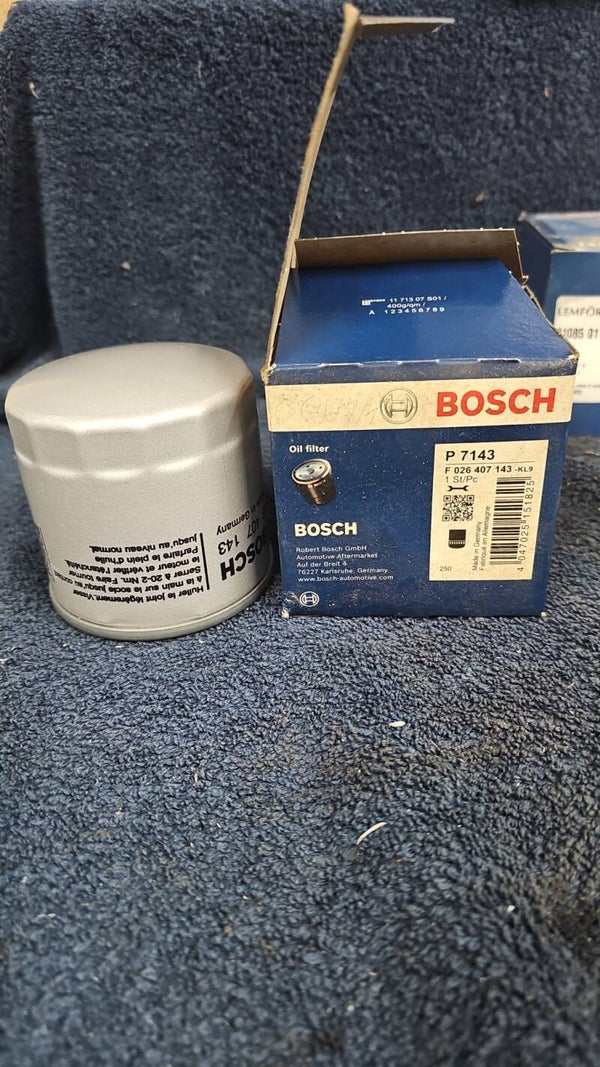 11 713 07 B01 /
400g/qm /
A 123456789
BOSCH
Oil filter
P 7143
F 026 407 143 -KL9
1 St/Pc
BOSCH
Robert Bosch GmbH
Automotive Aftermarket
Auf der Breit 4
76227 Karlsruhe, Germany
www.bosch-automotive.com
250
Made in Germany
Fabriqué en Allemagne
4 047025 151825
LEMFÖR
01
Huiler le joint légèrement. Visser
à la main sur le socle jusqu'au
Serrer à 20-2 Nm. Faire tourner
le moteur et vérifier l'étanchéité.
Parfaire le plein d'huile
jusqu'au niveau normal.
BOSCH
407 143
in Germany